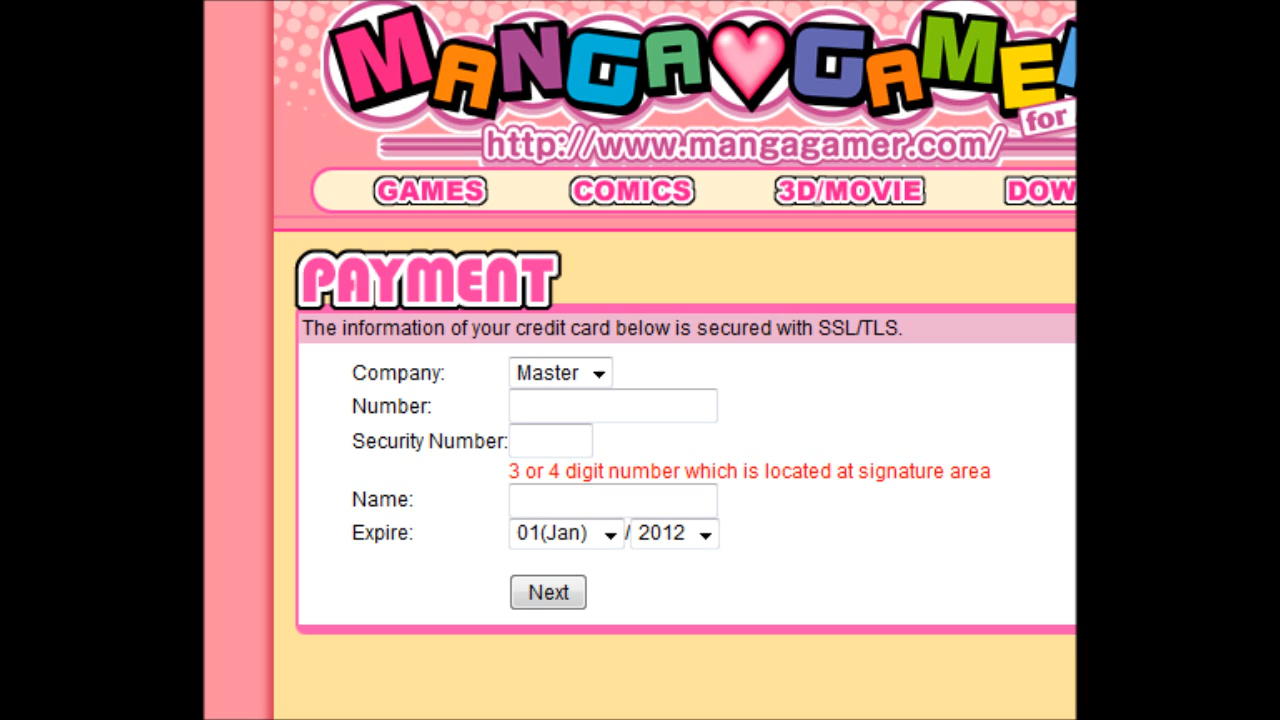 MANGAGAME
for
http://www.mangagamer.com/
GAMES COMICS 3D/MOVIE DOW
PAYMENT
The information of your credit card below is secured with SSL/TLS.
Company: Master
Number:
Security Number:
3 or 4 digit number which is located at signature area
Name:
Expire: 01(Jan) / 2012
Next